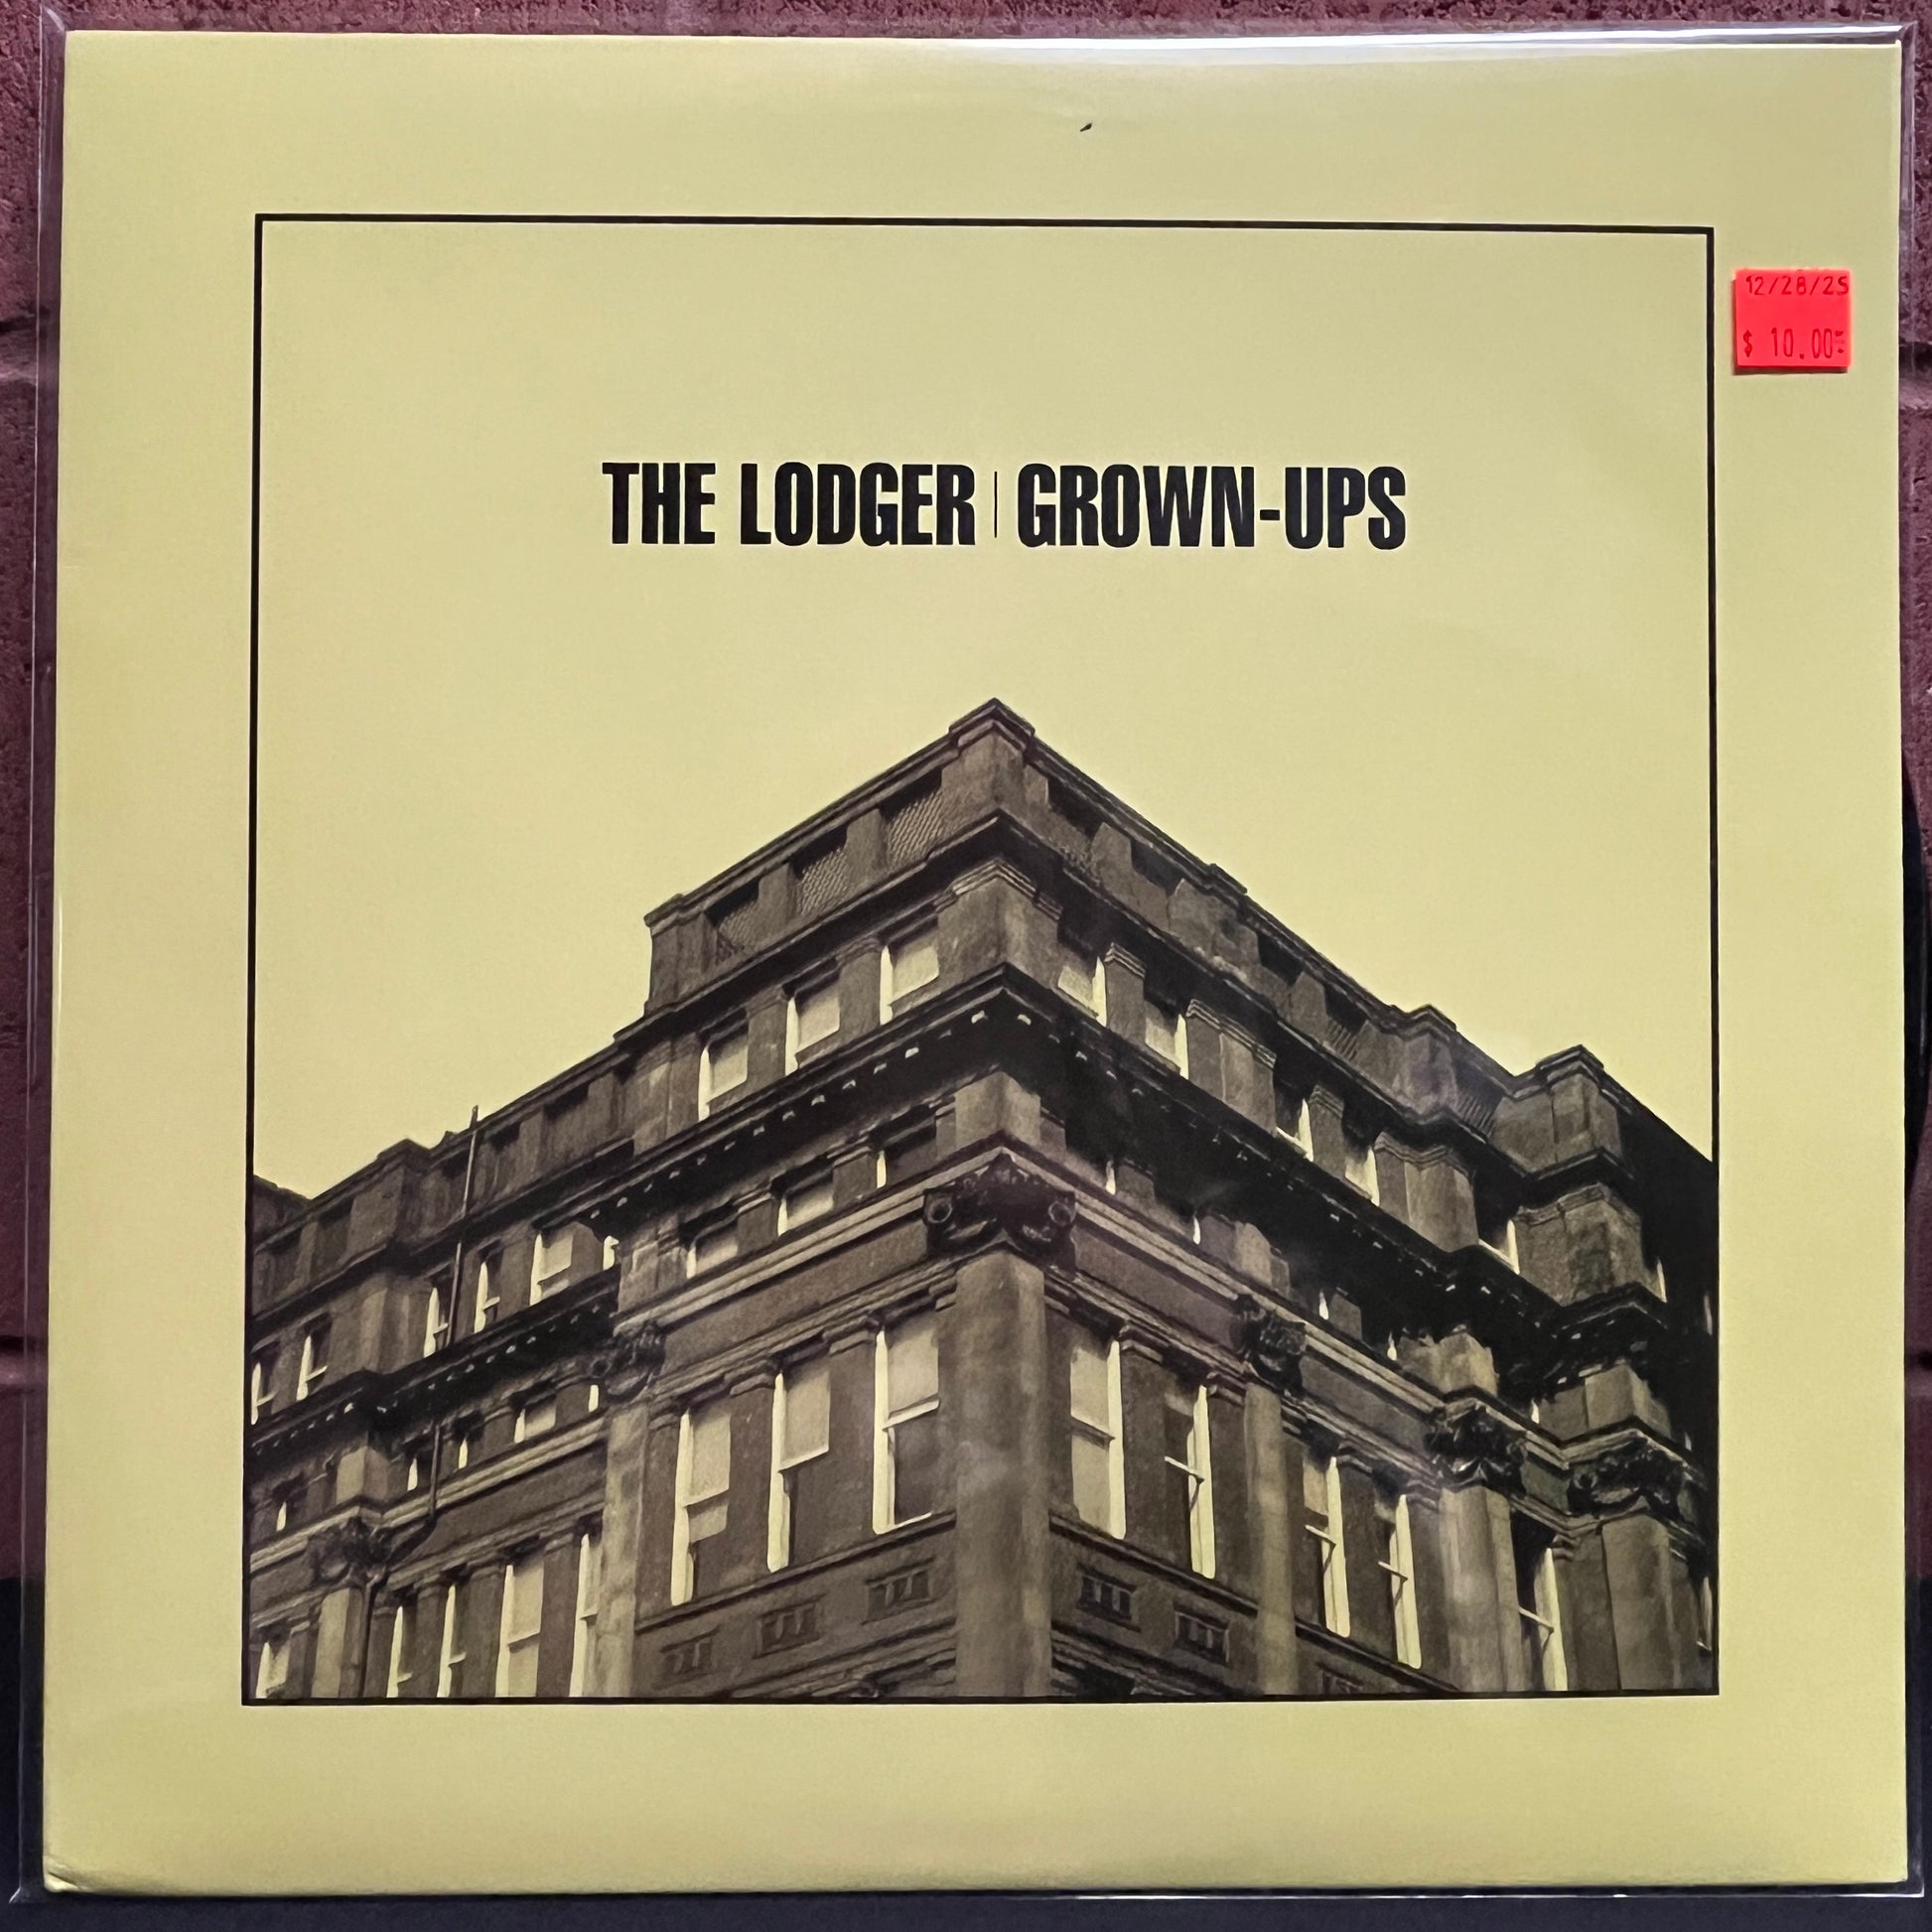 12/28/25
$ 10.00
THE LODGER | GROWN-UPS